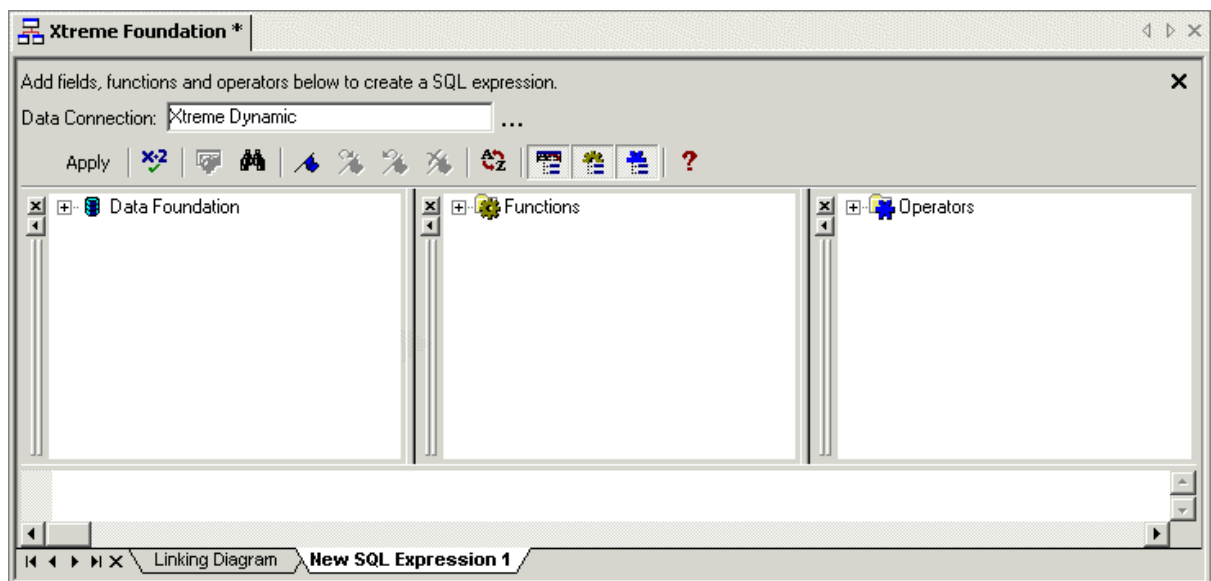 Xtreme Foundation *
Add fields, functions and operators below to create a SQL expression.
Data Connection: Xtreme Dynamic ...
Apply x+2 A Z ?
Data Foundation Functions Operators
Linking Diagram New SQL Expression 1